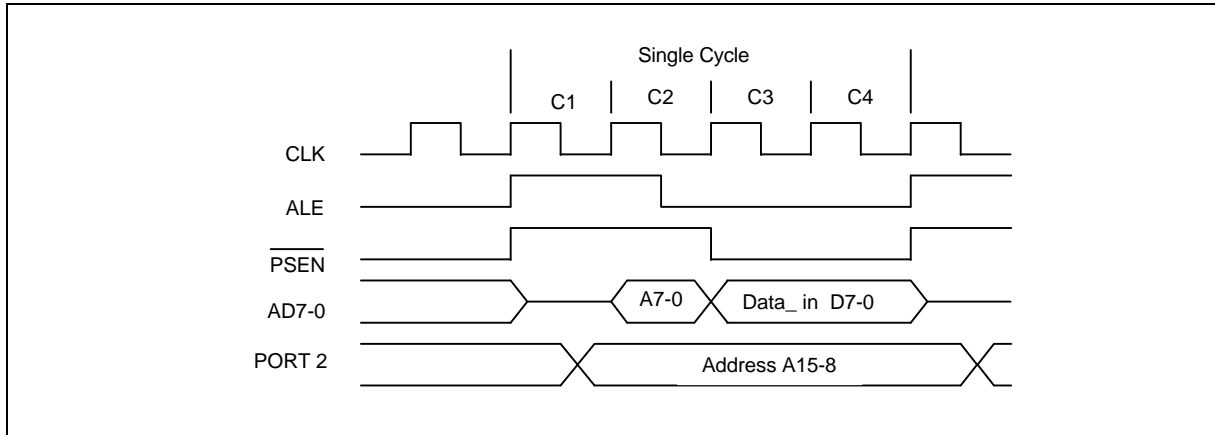 Single Cycle
C1 C2 C3 C4
CLK
ALE
PSEN
AD7-0 A7-0 Data_ in D7-0
PORT 2 Address A15-8